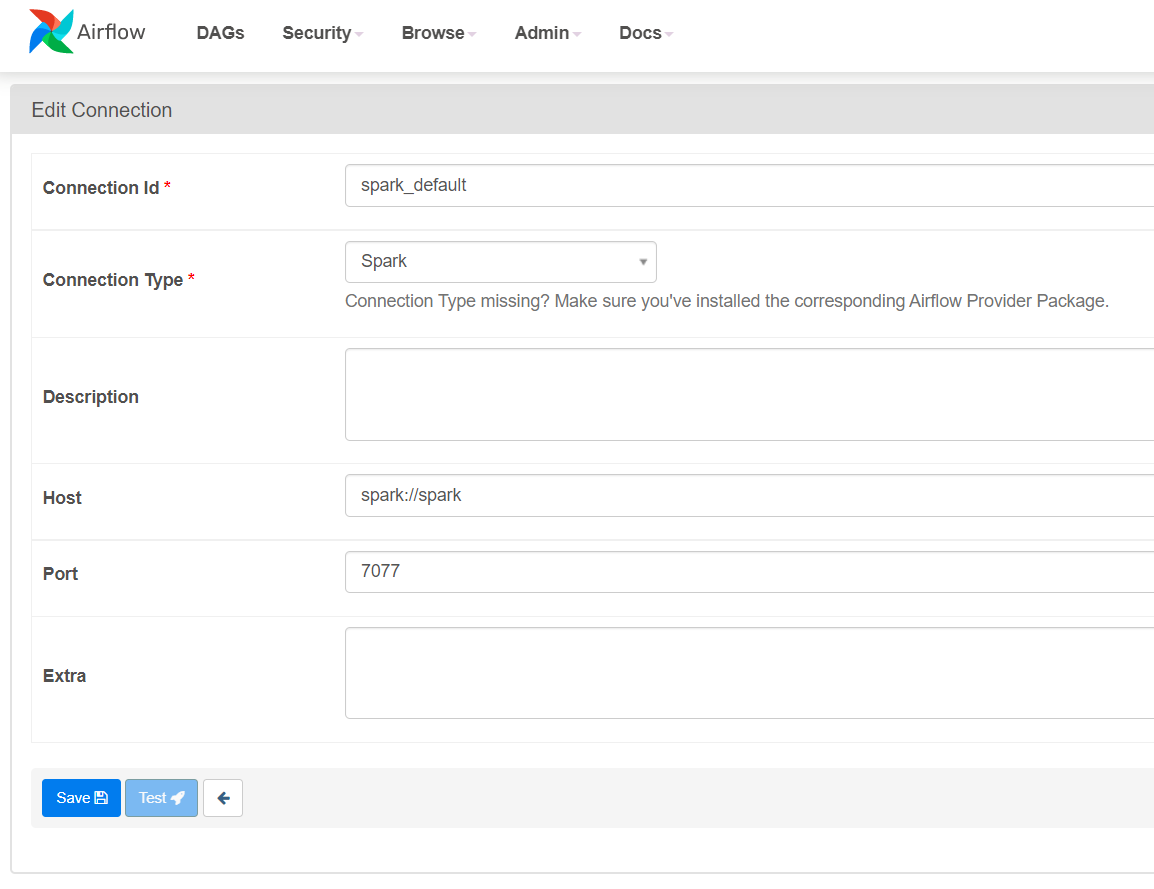 Airflow DAGs Security Browse Admin Docs
Edit Connection
Connection Id * spark_default
Connection Type * Spark
Connection Type missing? Make sure you've installed the corresponding Airflow Provider Package.
Description
Host spark://spark
Port 7077
Extra
Save Test